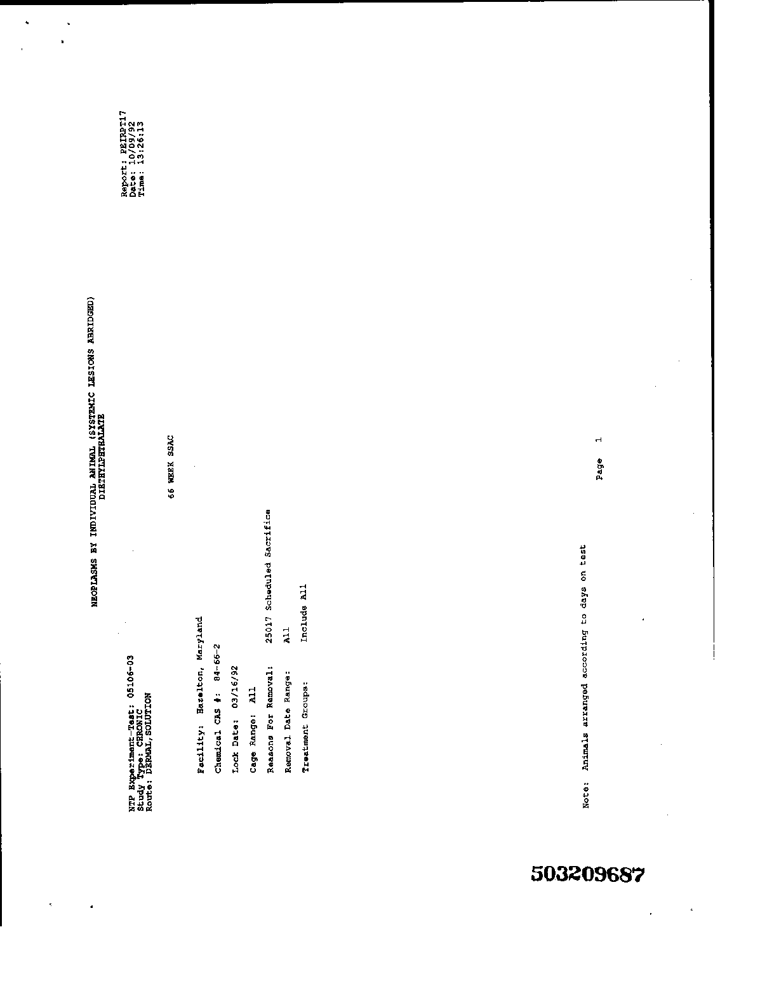 NEOPLASMS BY INDIVIDUAL ANIMAL (SYSTEMIC LESIONS ABRIDGED)
DIETHYLPHTHALATE
NTP Experiment-Test: 05106-03
Study Type: CHRONIC
Route: DERMAL,SOLUTION
Report: PEIRPT17
Date: 10/09/92
Time: 13:26:13
66 WEEK SSAC
Facility: Hazelton, Maryland
Chemical CAS #: 84-66-2
Lock Date: 03/16/92
Cage Range: All
Reasons For Removal: 25017 Scheduled Sacrifice
Removal Date Range: All
Treatment Groups: Include All
Note: Animals arranged according to days on test
Page 1
503209687